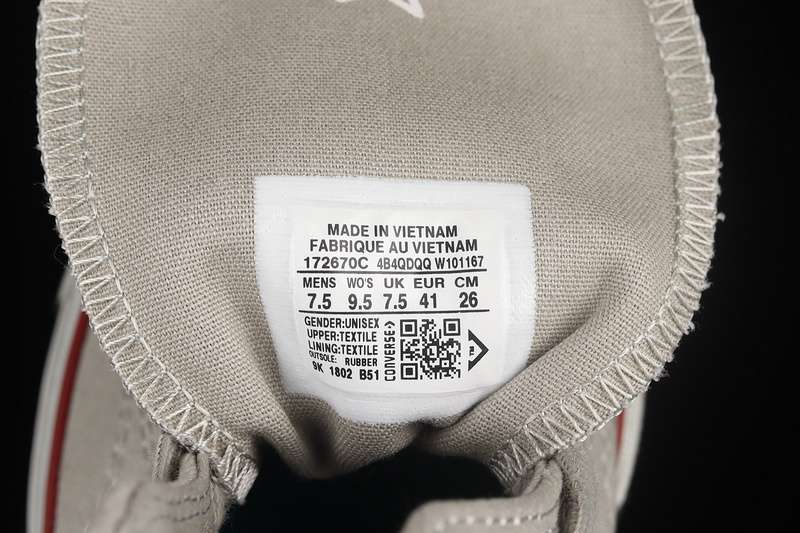 MADE IN VIETNAM
FABRIQUE AU VIETNAM
172670C 4B4QDQQ W101167
MENS WO'S UK EUR CM
7.5 9.5 7.5 41 26
GENDER:UNISEX
UPPER:TEXTILE
LINING:TEXTILE
OUTSOLE: RUBBER
9K 1802 B51
CONVERSE
TM